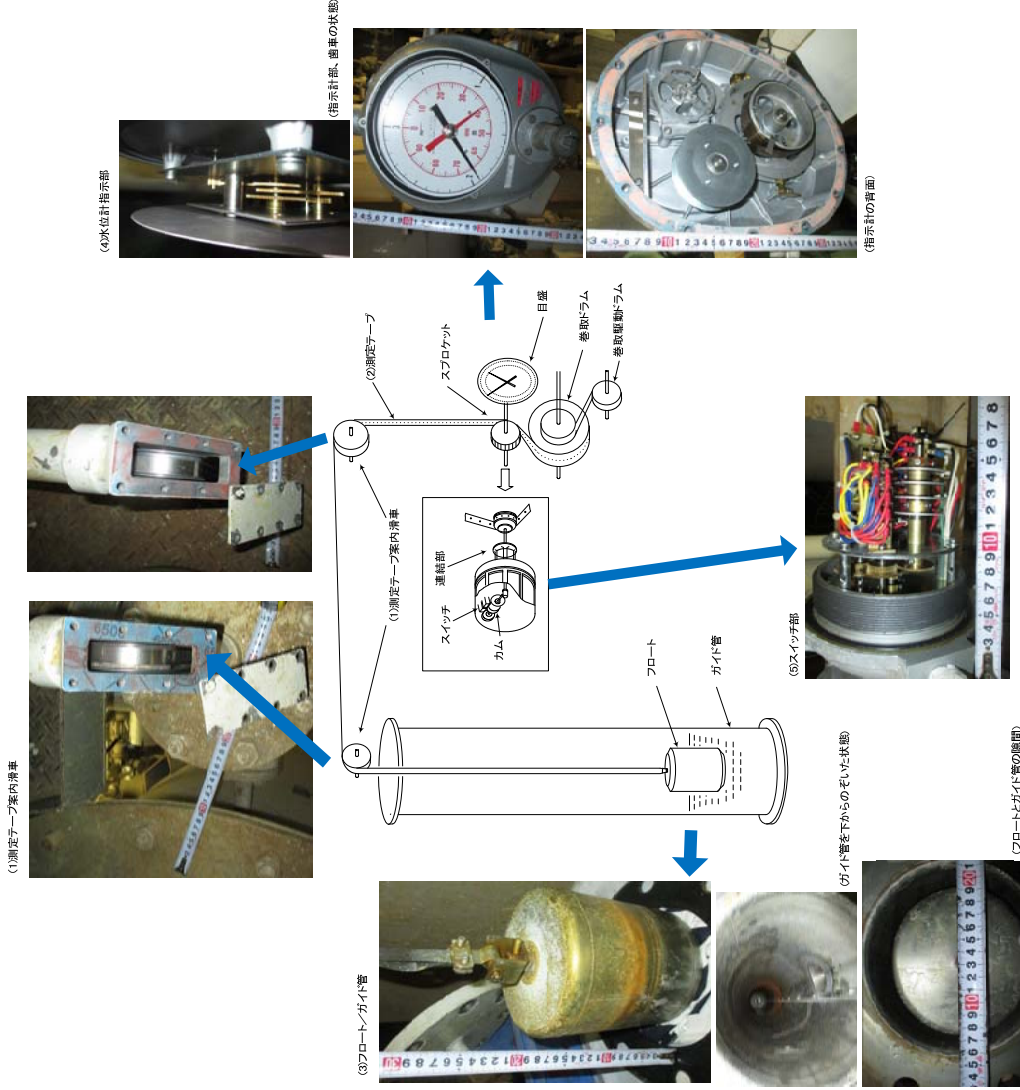 (1)測定テープ案内滑車
(4)水位計指示部
(指示計部、歯車の状態)
(指示計の背面)
(2)測定テープ
スプロケット
目盛
巻取ドラム
巻取駆動ドラム
(1)測定テープ案内滑車
連結部
スイッチ
カム
フロート
ガイド管
(5)スイッチ部
(3)フロート/ガイド管
(ガイド管を下からのぞいた状態)
(フロートとガイド管の隙間)